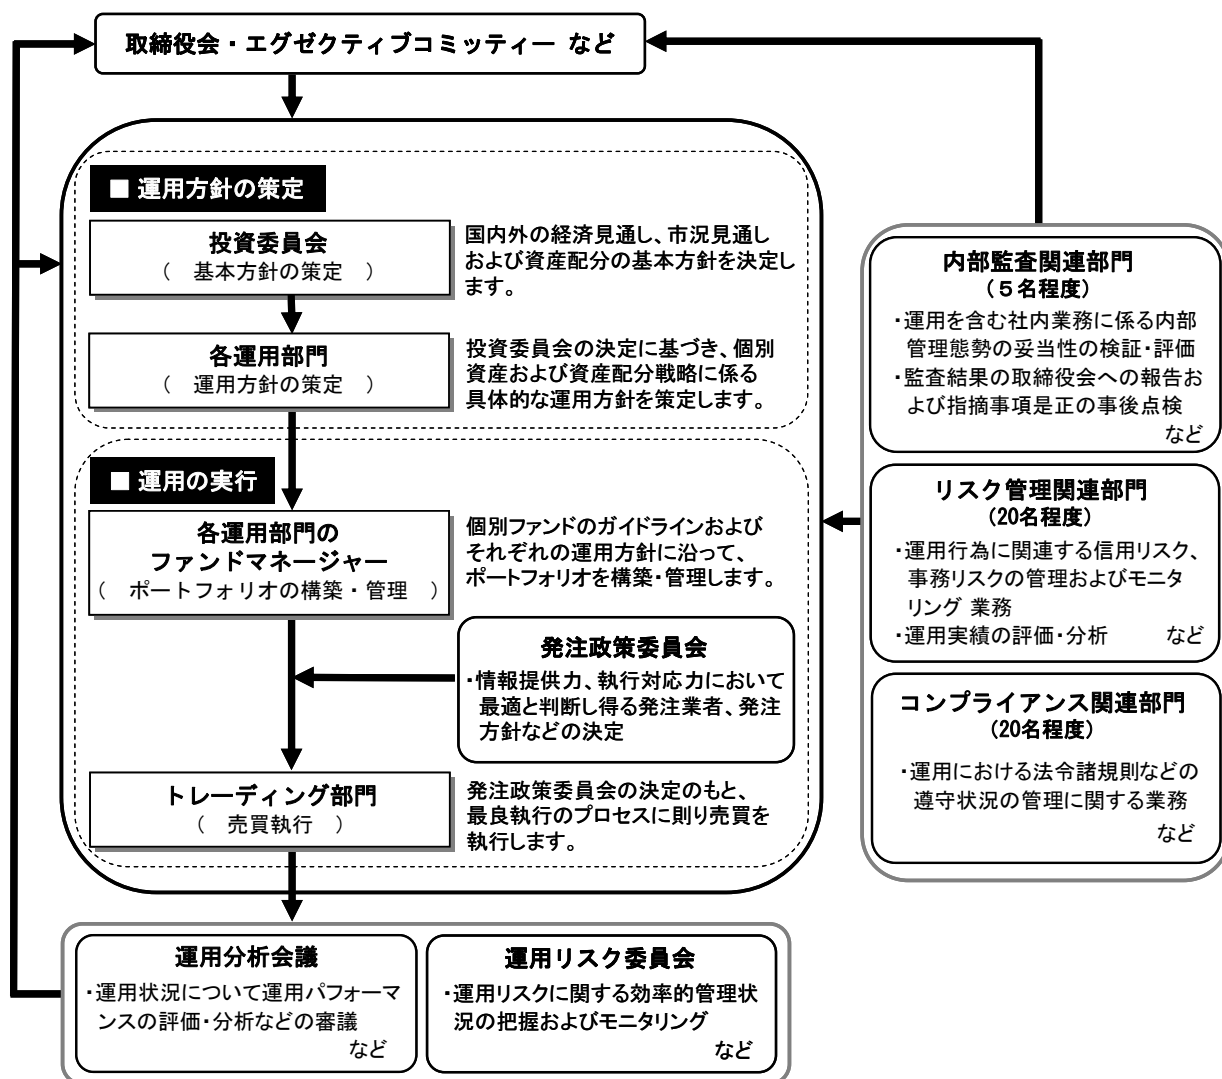 取締役会・エグゼクティブコミッティー など
■ 運用方針の策定
投資委員会
（　基本方針の策定　）
国内外の経済見通し、市況見通し
および資産配分の基本方針を決定し
ます。
各運用部門
（　運用方針の策定　）
投資委員会の決定に基づき、個別
資産および資産配分戦略に係る
具体的な運用方針を策定します。
■ 運用の実行
各運用部門の
ファンドマネージャー
（　ポートフォリオの構築・管理　）
個別ファンドのガイドラインおよび
それぞれの運用方針に沿って、
ポートフォリオを構築・管理します。
発注政策委員会
・情報提供力、執行対応力において
最適と判断し得る発注業者、発注
方針などの決定
トレーディング部門
（　売買執行　）
発注政策委員会の決定のもと、
最良執行のプロセスに則り売買を
執行します。
運用分析会議
・運用状況について運用パフォーマ
ンスの評価・分析などの審議
など
運用リスク委員会
・運用リスクに関する効率的管理状
況の把握およびモニタリング
など
内部監査関連部門
（５名程度）
・運用を含む社内業務に係る内部
管理態勢の妥当性の検証・評価
・監査結果の取締役会への報告お
よび指摘事項是正の事後点検
など
リスク管理関連部門
（20名程度）
・運用行為に関連する信用リスク、
事務リスクの管理およびモニタ
リング 業務
・運用実績の評価・分析　　など
コンプライアンス関連部門
（20名程度）
・運用における法令諸規則などの
遵守状況の管理に関する業務
など